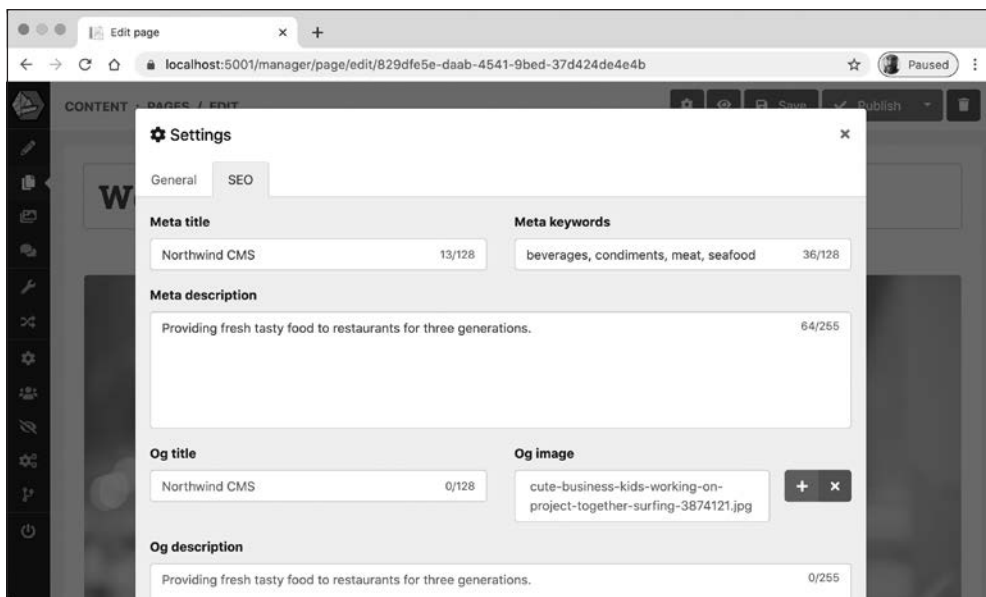 Edit page
localhost:5001/manager/page/edit/829dfe5e-daab-4541-9bed-37d424de4e4b
Paused
CONTENT · PAGES / EDIT
Save
Publish
Settings
General SEO
Meta title Meta keywords
Northwind CMS 13/128 beverages, condiments, meat, seafood 36/128
Meta description
Providing fresh tasty food to restaurants for three generations. 64/255
Og title Og image
Northwind CMS 0/128 cute-business-kids-working-on-
project-together-surfing-3874121.jpg
Og description
Providing fresh tasty food to restaurants for three generations. 0/255